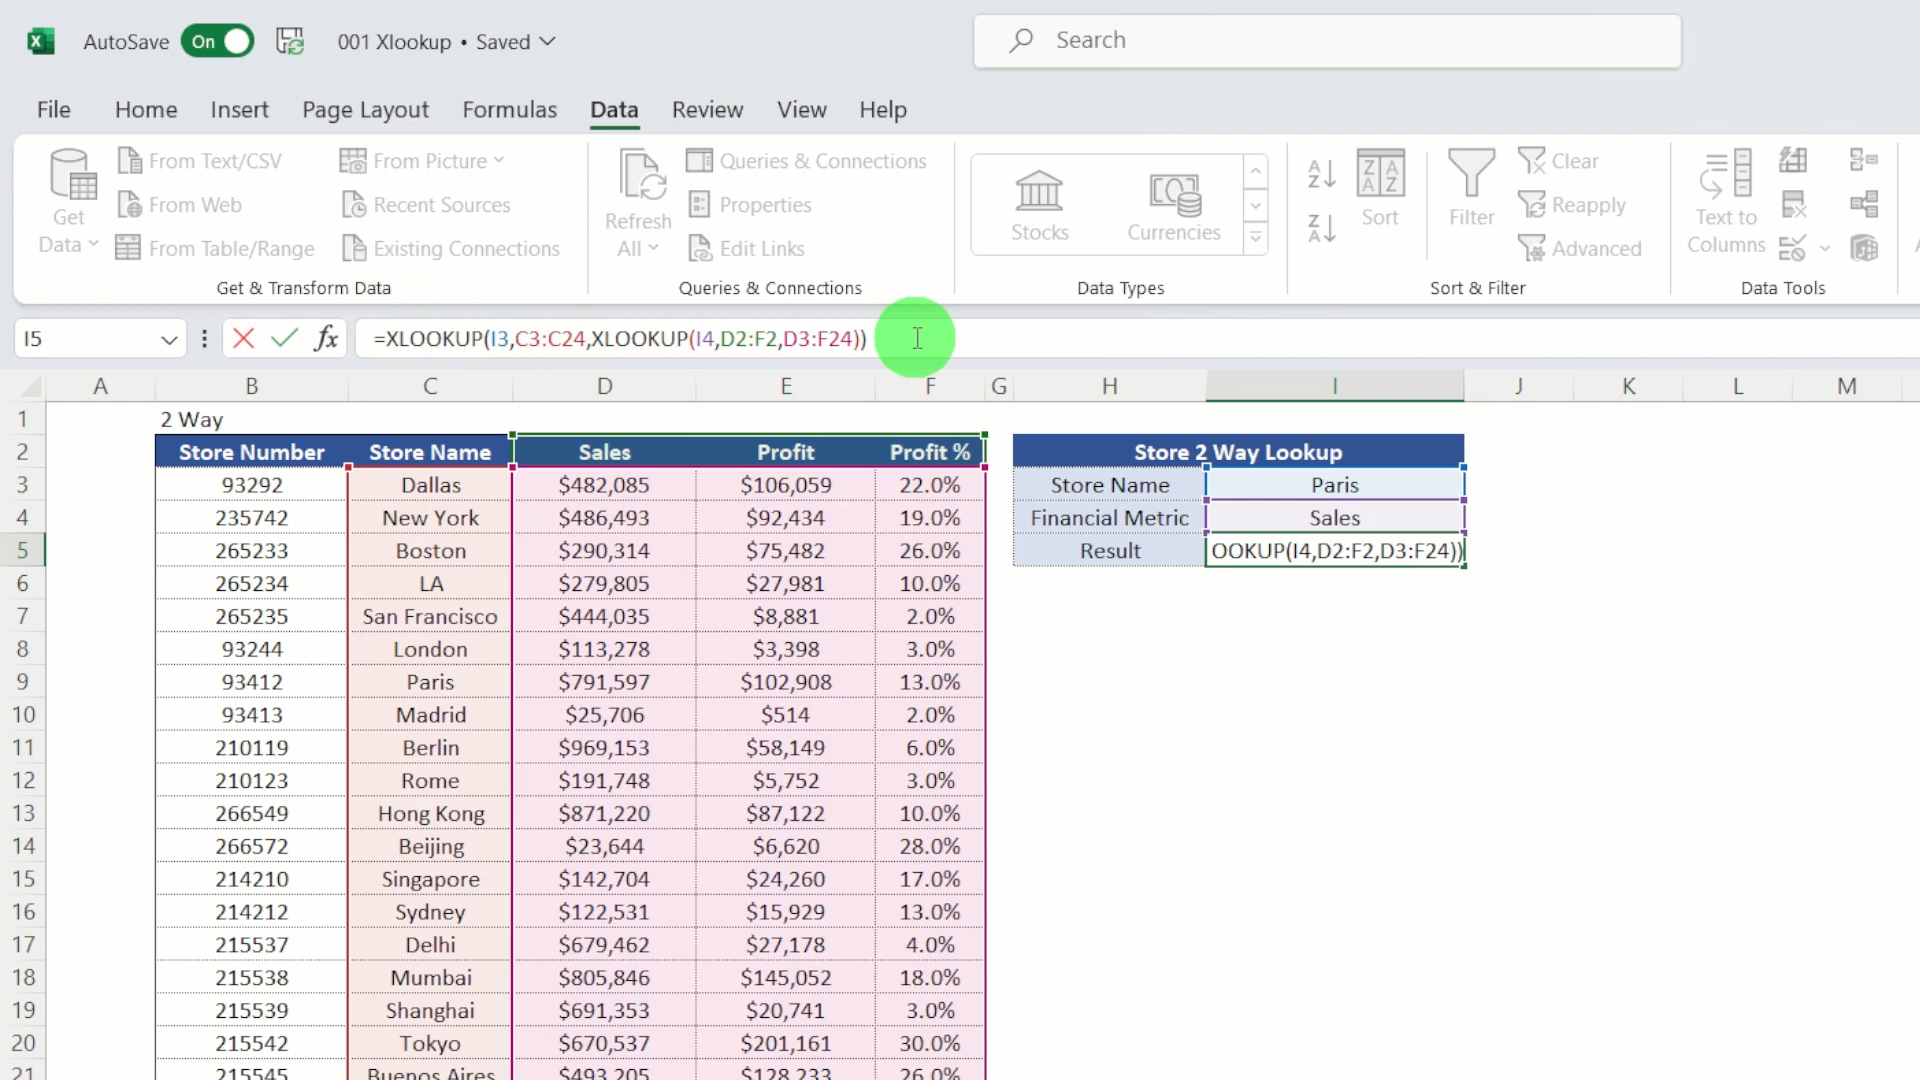 AutoSave On 001 Xlookup • Saved Search
File Home Insert Page Layout Formulas Data Review View Help
Get Data
From Text/CSV
From Web
From Table/Range
From Picture
Recent Sources
Existing Connections
Get & Transform Data
Refresh All
Queries & Connections
Properties
Edit Links
Queries & Connections
Stocks Currencies
Data Types
Sort
Filter
Clear
Reapply
Advanced
Sort & Filter
Text to Columns
Data Tools
I5 fx =XLOOKUP(I3,C3:C24,XLOOKUP(I4,D2:F2,D3:F24))
A B C D E F G H I J K L M
1 2 Way
2 Store Number Store Name Sales Profit Profit % Store 2 Way Lookup
3 93292 Dallas $482,085 $106,059 22.0% Store Name Paris
4 235742 New York $486,493 $92,434 19.0% Financial Metric Sales
5 265233 Boston $290,314 $75,482 26.0% Result OOKUP(I4,D2:F2,D3:F24))
6 265234 LA $279,805 $27,981 10.0%
7 265235 San Francisco $444,035 $8,881 2.0%
8 93244 London $113,278 $3,398 3.0%
9 93412 Paris $791,597 $102,908 13.0%
10 93413 Madrid $25,706 $514 2.0%
11 210119 Berlin $969,153 $58,149 6.0%
12 210123 Rome $191,748 $5,752 3.0%
13 266549 Hong Kong $871,220 $87,122 10.0%
14 266572 Beijing $23,644 $6,620 28.0%
15 214210 Singapore $142,704 $24,260 17.0%
16 214212 Sydney $122,531 $15,929 13.0%
17 215537 Delhi $679,462 $27,178 4.0%
18 215538 Mumbai $805,846 $145,052 18.0%
19 215539 Shanghai $691,353 $20,741 3.0%
20 215542 Tokyo $670,537 $201,161 30.0%
21 215545 Buenos Aires $493,205 $128,233 26.0%